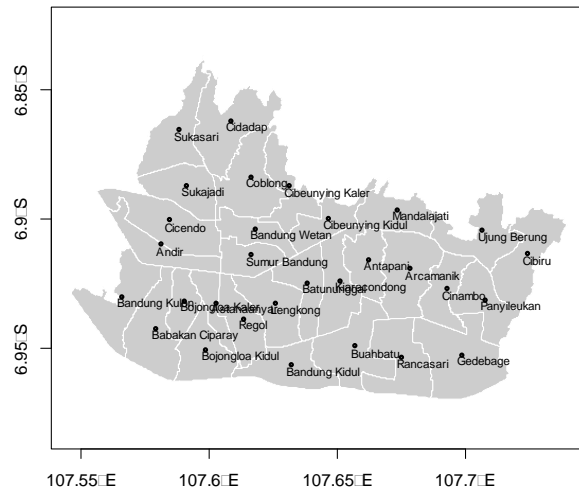 6.85□S
6.9□S
6.95□S
Cidadap
Sukasari
Coblong
Sukajadi
Cibeunying Kaler
Mandalajati
Cicendo
Cibeunying Kidul
Bandung Wetan
Ujung Berung
Andir
Sumur Bandung
Cibiru
Antapani
Arcamanik
Batununggal
Kiaracondong
Cinambo
Bandung Kulon
Bojongloa Kaler
Astanaanyar
Lengkong
Panyileukan
Regol
Babakan Ciparay
Bojongloa Kidul
Buahbatu
Gedebage
Rancasari
Bandung Kidul
107.55□E
107.6□E
107.65□E
107.7□E